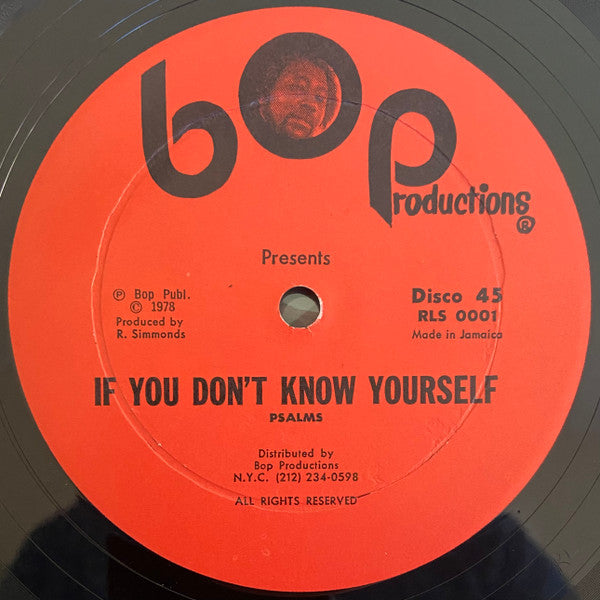 bOp
Productions
®
Presents
℗ Bop Publ.
© 1978
Produced by
R. Simmonds
Disco 45
RLS 0001
Made in Jamaica
IF YOU DON'T KNOW YOURSELF
PSALMS
Distributed by
Bop Productions
N.Y.C. (212) 234-0598
ALL RIGHTS RESERVED